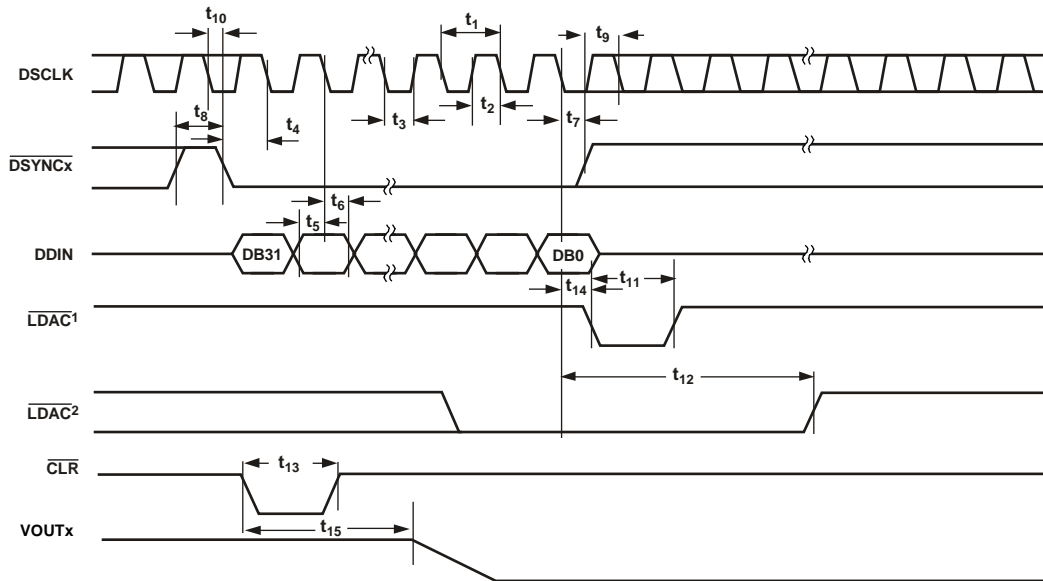 t10
t1
t9
DSCLK
t8
t4
t3
t2
t7
DSYNCx
t6
t5
DDIN
DB31
DB0
t14
t11
LDAC1
t12
LDAC2
CLR
t13
VOUTx
t15